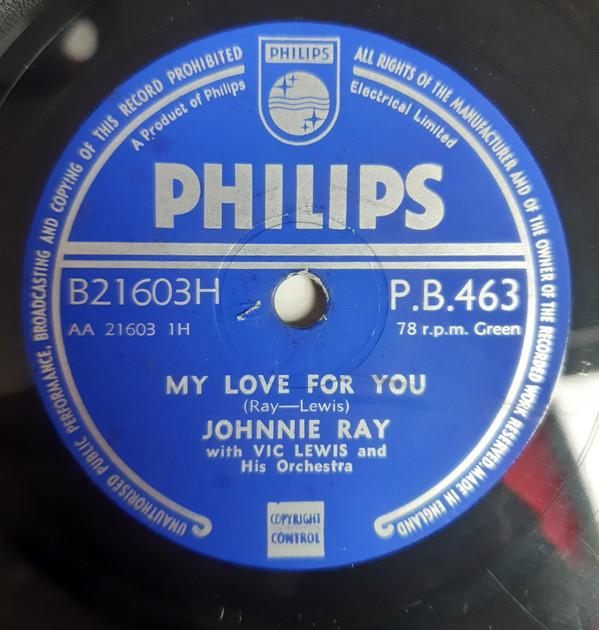 PHILIPS
UNAUTHORISED PUBLIC PERFORMANCE, BROADCASTING AND COPYING OF THIS RECORD PROHIBITED
ALL RIGHTS OF THE MANUFACTURER AND OF THE OWNER OF THE RECORDED WORK RESERVED. MADE IN ENGLAND
A Product of Philips Electrical Limited
PHILIPS
B21603H P.B.463
AA 21603 1H 78 r.p.m. Green
MY LOVE FOR YOU
(Ray—Lewis)
JOHNNIE RAY
with VIC LEWIS and
His Orchestra
COPYRIGHT
CONTROL